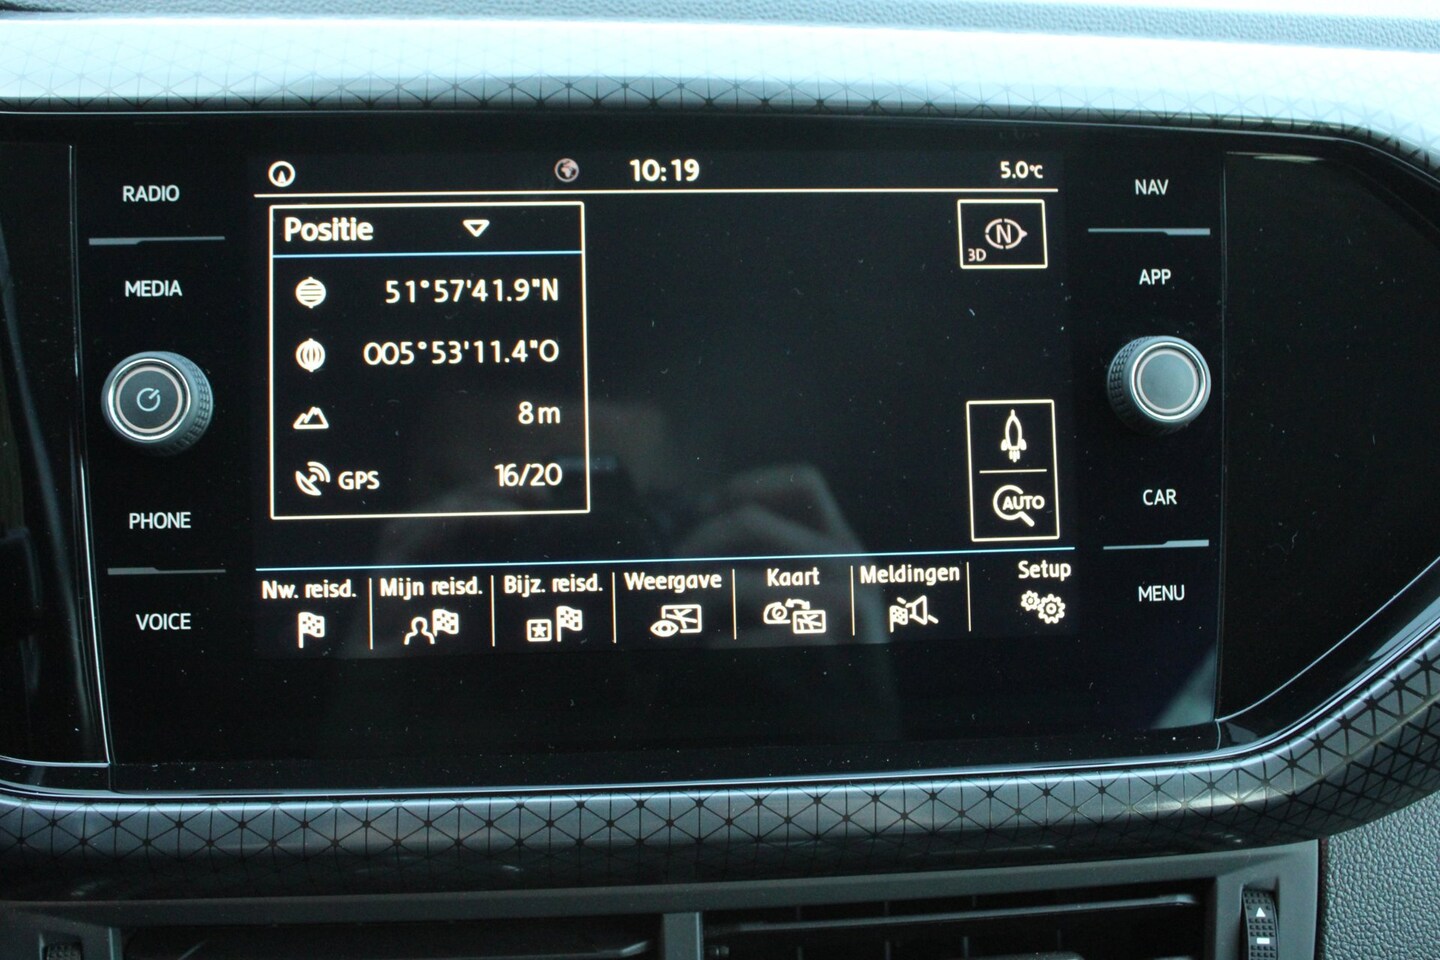 RADIO
MEDIA
PHONE
VOICE
10:19
5.0°C
Positie
51°57'41.9"N
005°53'11.4"O
8m
GPS 16/20
N
3D
AUTO
Nw. reisd. Mijn reisd. Bijz. reisd. Weergave Kaart Meldingen Setup
NAV
APP
CAR
MENU